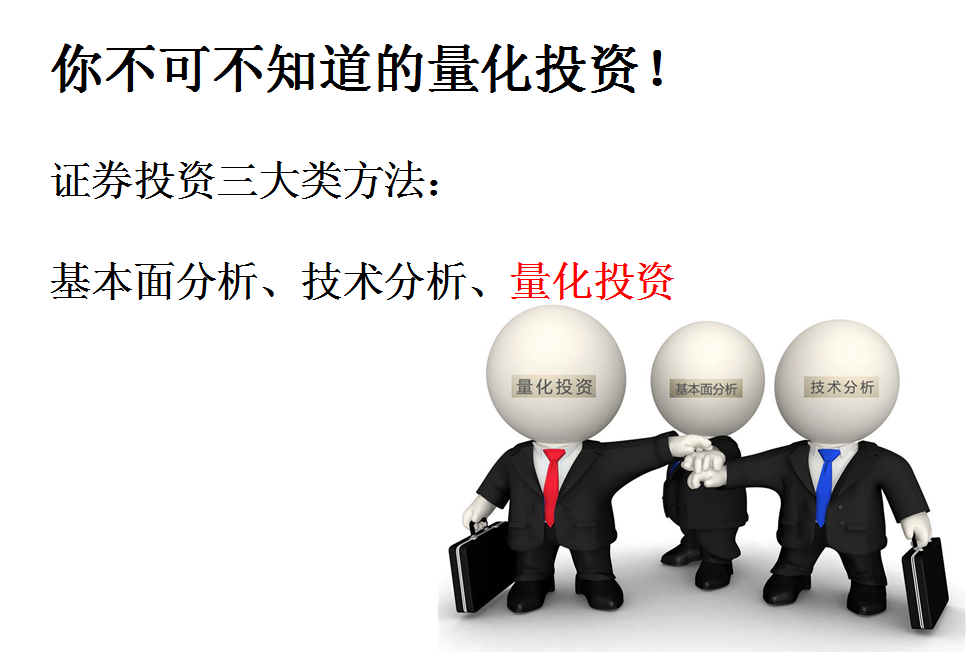 你不可不知道的量化投资！
证券投资三大类方法：
基本面分析、技术分析、量化投资
量化投资
基本面分析
技术分析